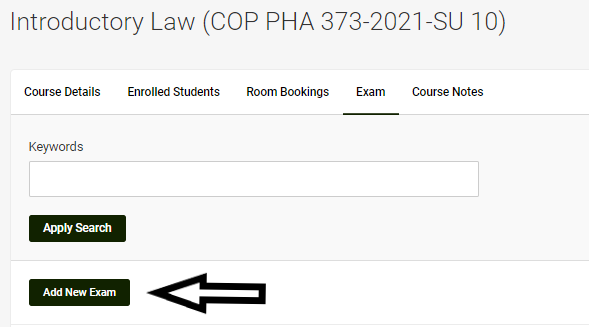 Introductory Law (COP PHA 373-2021-SU 10)
Course Details Enrolled Students Room Bookings Exam Course Notes
Keywords
Apply Search
Add New Exam